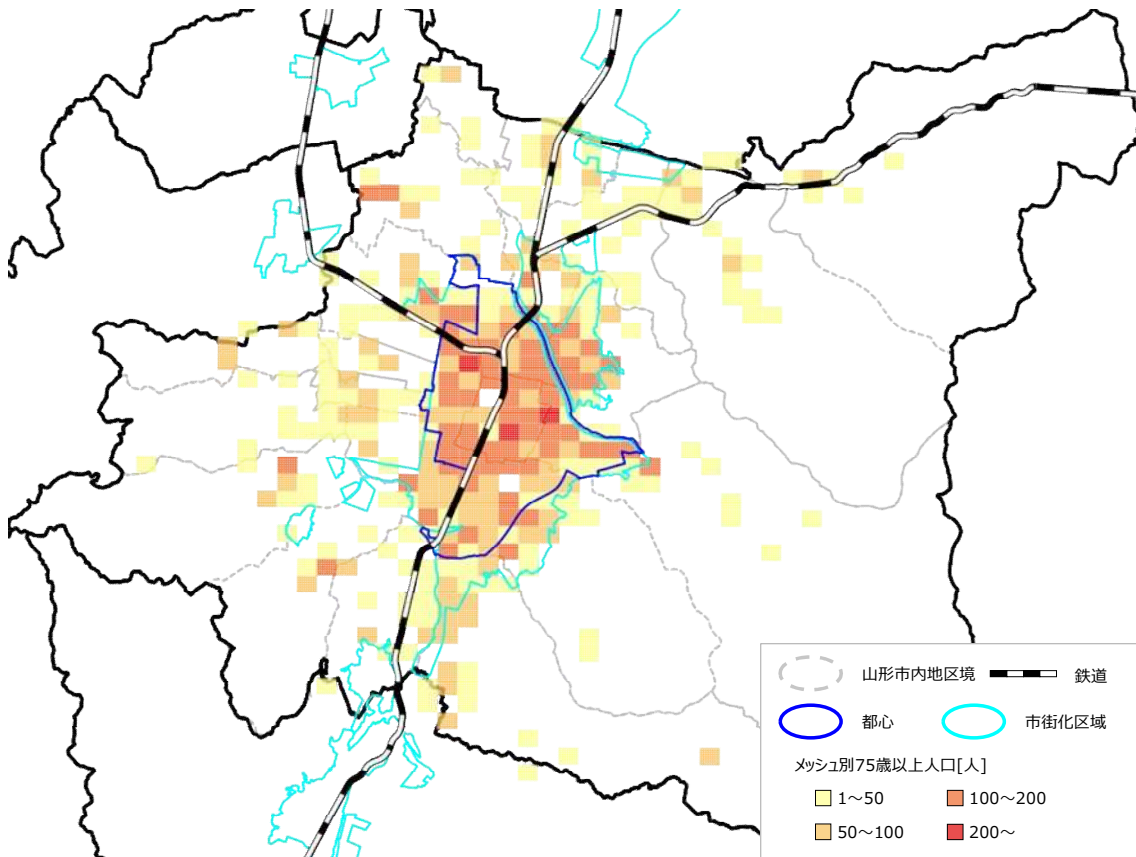 山形市内地区境 鉄道
都心 市街化区域
メッシュ別75歳以上人口[人]
1～50 100～200
50～100 200～